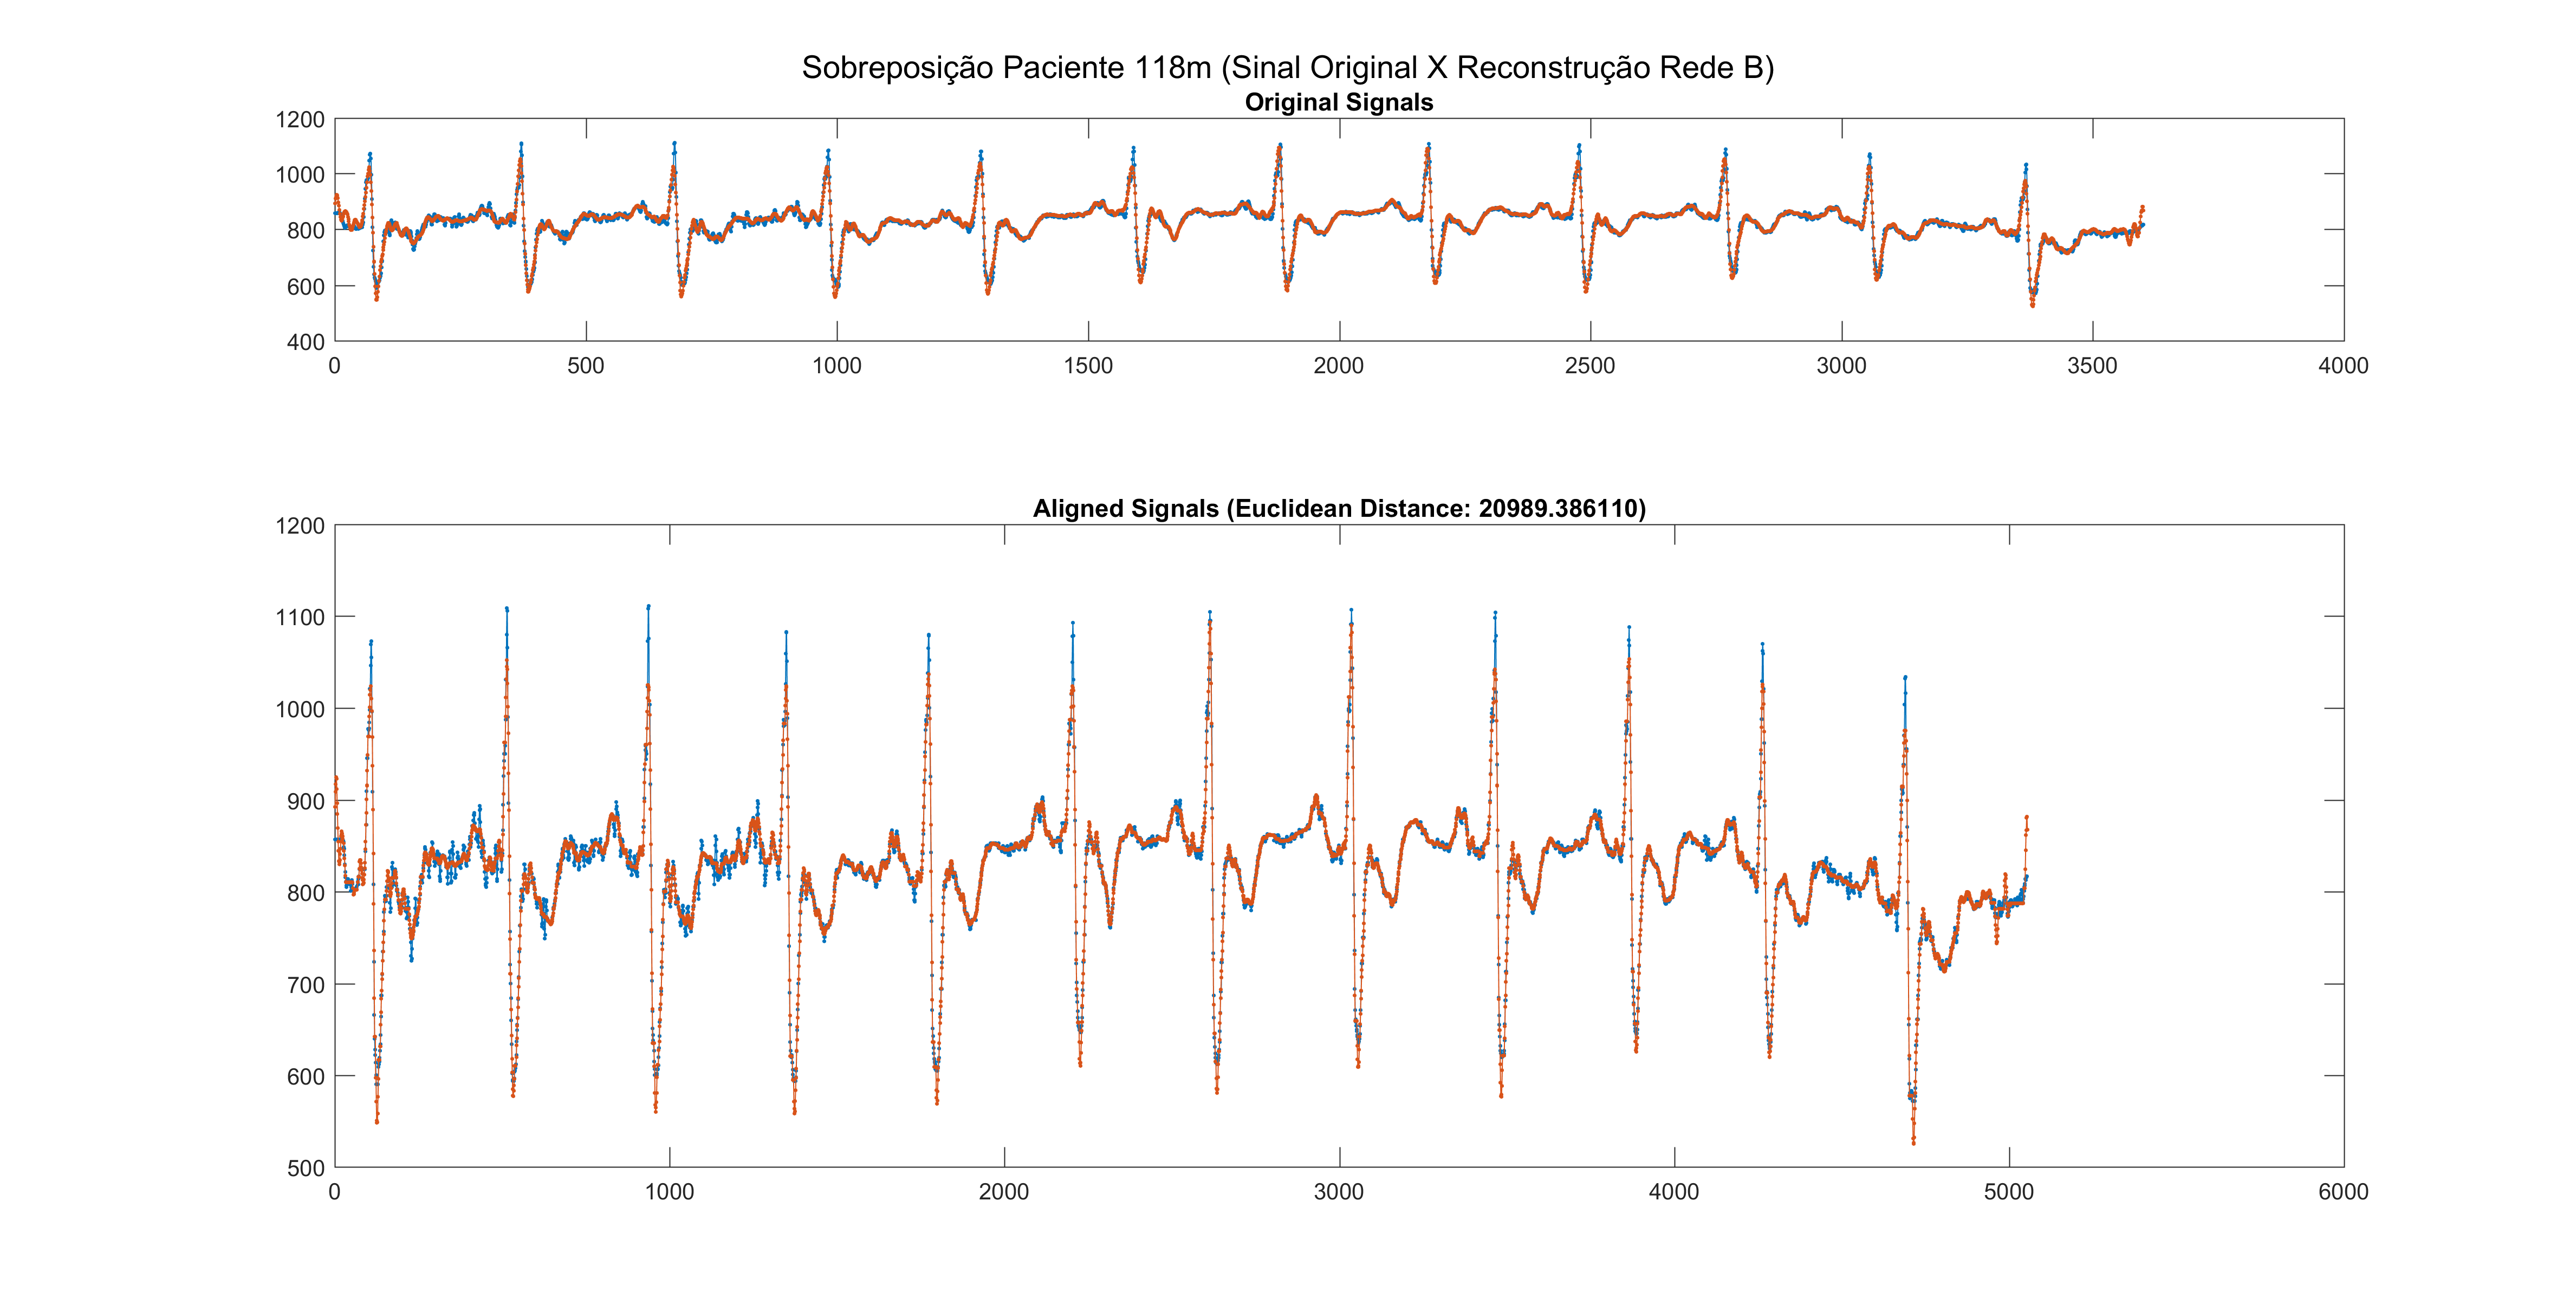 Sobreposição Paciente 118m (Sinal Original X Reconstrução Rede B)
Original Signals
1200
1000
800
600
400
0 500 1000 1500 2000 2500 3000 3500 4000
Aligned Signals (Euclidean Distance: 20989.386110)
1200
1100
1000
900
800
700
600
500
0 1000 2000 3000 4000 5000 6000